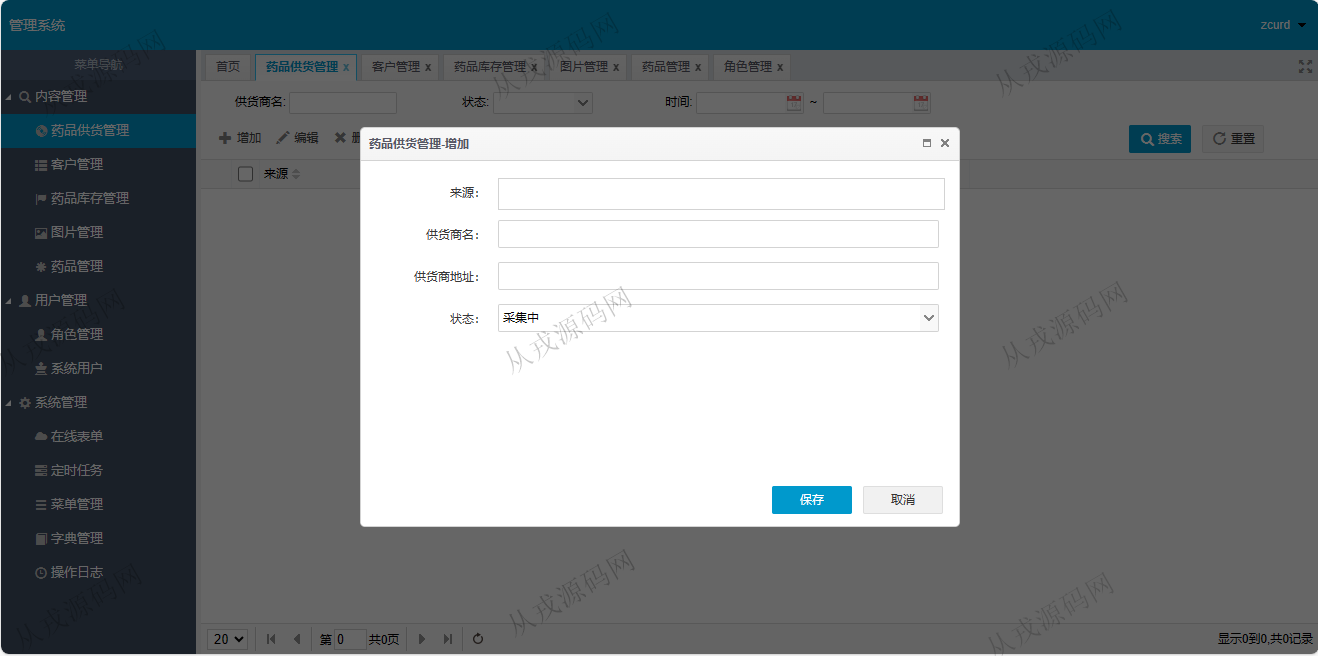 管理系统
zcurd
菜单导航
首页 药品供货管理 x 客户管理 x 药品库存管理 x 图片管理 x 药品管理 x 角色管理 x
内容管理
药品供货管理
客户管理
药品库存管理
图片管理
药品管理
用户管理
角色管理
系统用户
系统管理
在线表单
定时任务
菜单管理
字典管理
操作日志
供货商名: 状态: 时间: ~
增加 编辑 删
搜索 重置
来源
药品供货管理-增加
来源:
供货商名:
供货商地址:
状态: 采集中
保存 取消
20 第 0 共0页
显示0到0,共0记录
从戎源码网
从戎源码网
从戎源码网
从戎源码网
从戎源码网
从戎源码网
从戎源码网
从戎源码网
从戎源码网